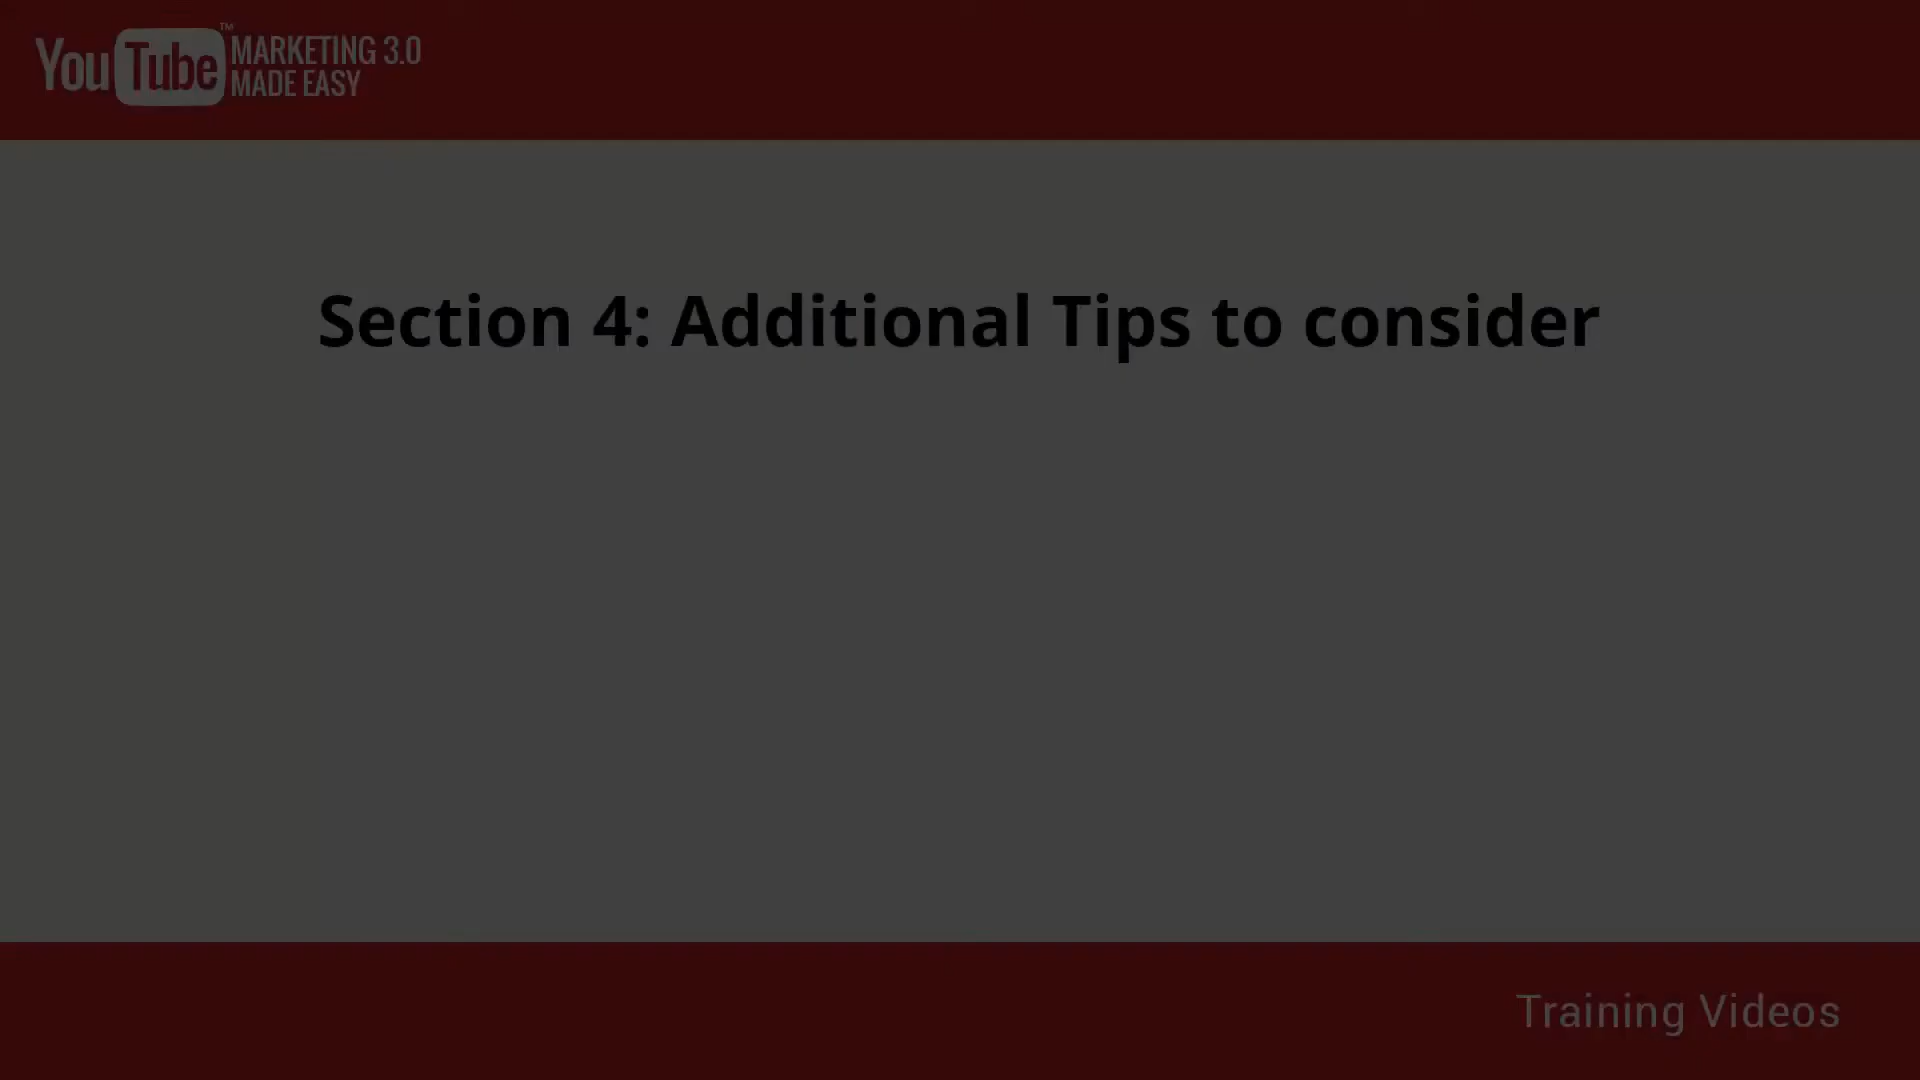 YouTube™ MARKETING 3.0
MADE EASY
Section 4: Additional Tips to consider
Training Videos